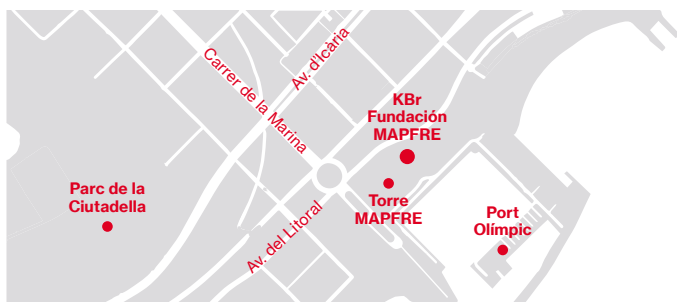 Carrer de la Marina
Av. d'Icària
KBr
Fundación
MAPFRE
Parc de la
Ciutadella
Torre
MAPFRE
Port
Olímpic
Av. del Litoral